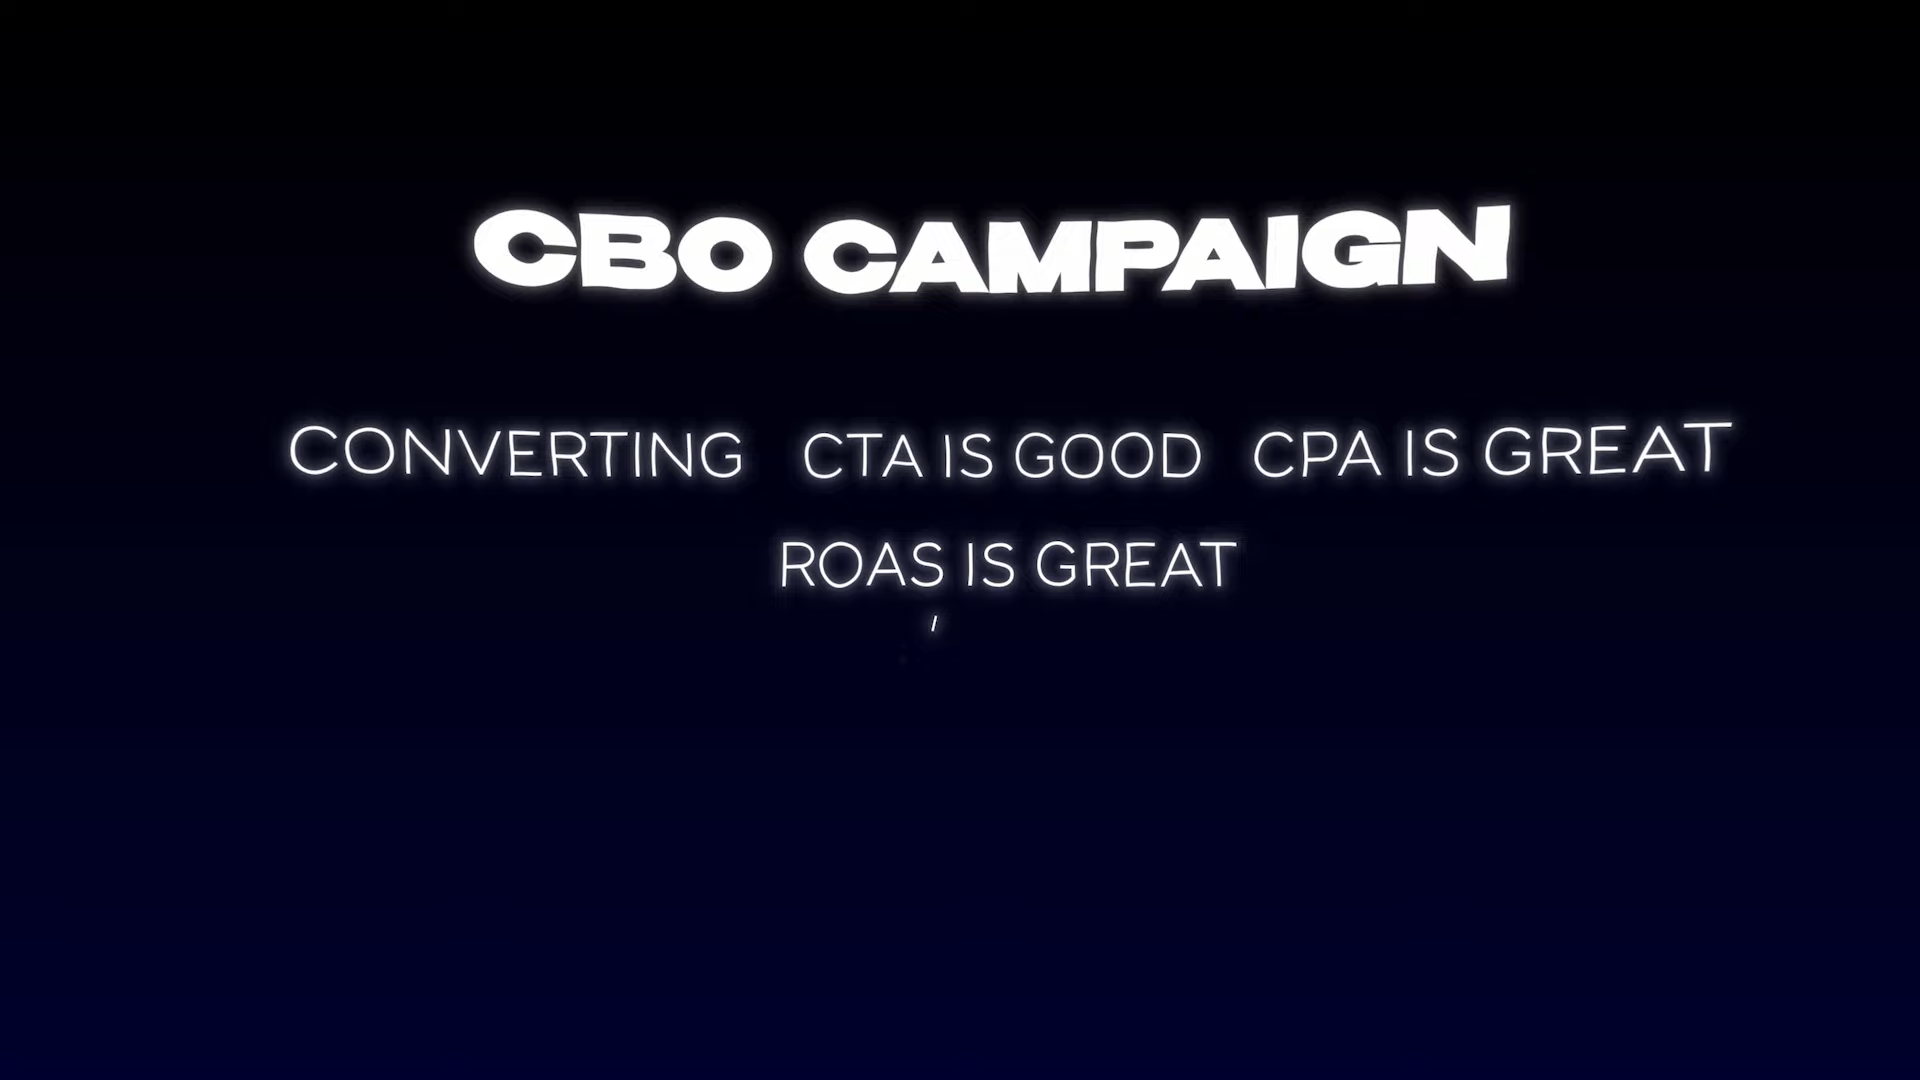 CBO CAMPAIGN
CONVERTING CTA IS GOOD CPA IS GREAT
ROAS IS GREAT